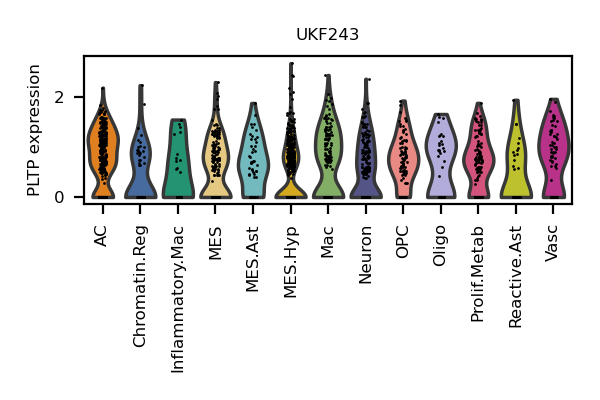 UKF243
PLTP expression
2
0
AC
Chromatin.Reg
Inflammatory.Mac
MES
MES.Ast
MES.Hyp
Mac
Neuron
OPC
Oligo
Prolif.Metab
Reactive.Ast
Vasc